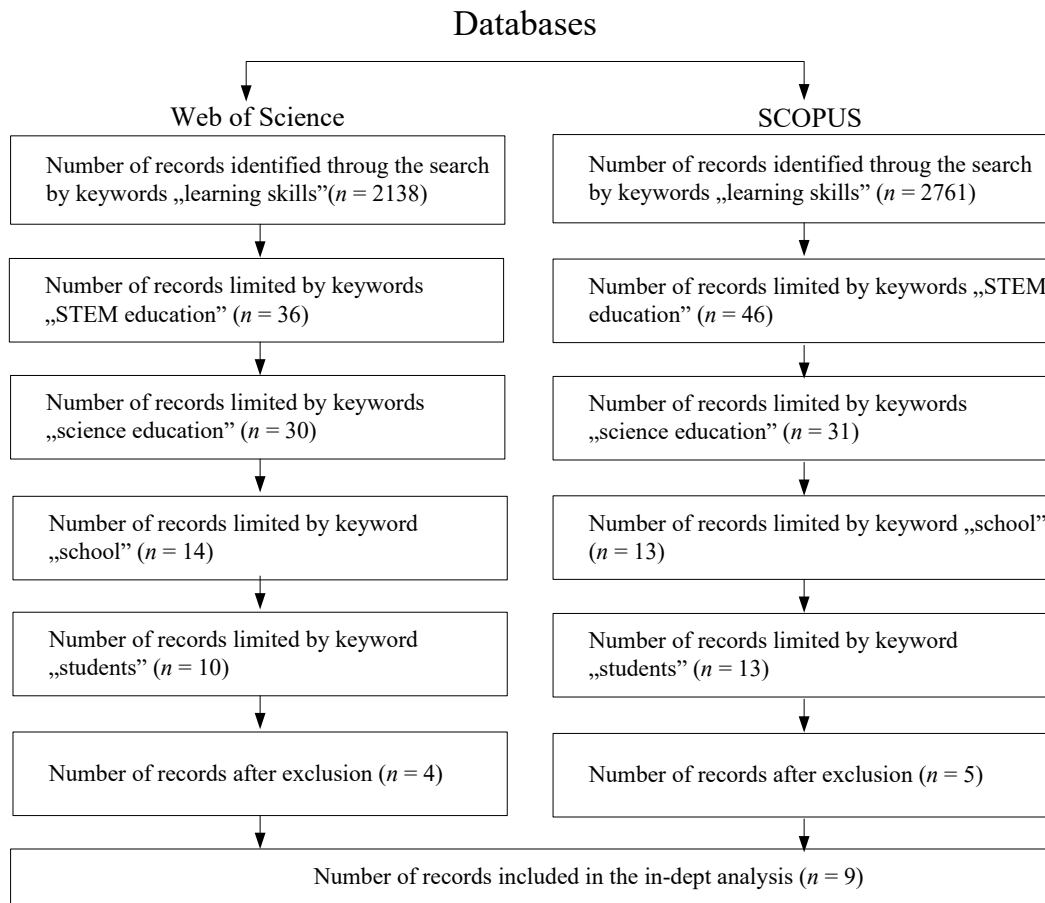 Databases
Web of Science
Number of records identified throug the search
by keywords „learning skills”(n = 2138)
Number of records limited by keywords
„STEM education” (n = 36)
Number of records limited by keywords
„science education” (n = 30)
Number of records limited by keyword
„school” (n = 14)
Number of records limited by keyword
„students” (n = 10)
Number of records after exclusion (n = 4)
SCOPUS
Number of records identified throug the search
by keywords „learning skills” (n = 2761)
Number of records limited by keywords „STEM
education” (n = 46)
Number of records limited by keywords
„science education” (n = 31)
Number of records limited by keyword „school”
(n = 13)
Number of records limited by keyword
„students” (n = 13)
Number of records after exclusion (n = 5)
Number of records included in the in-dept analysis (n = 9)